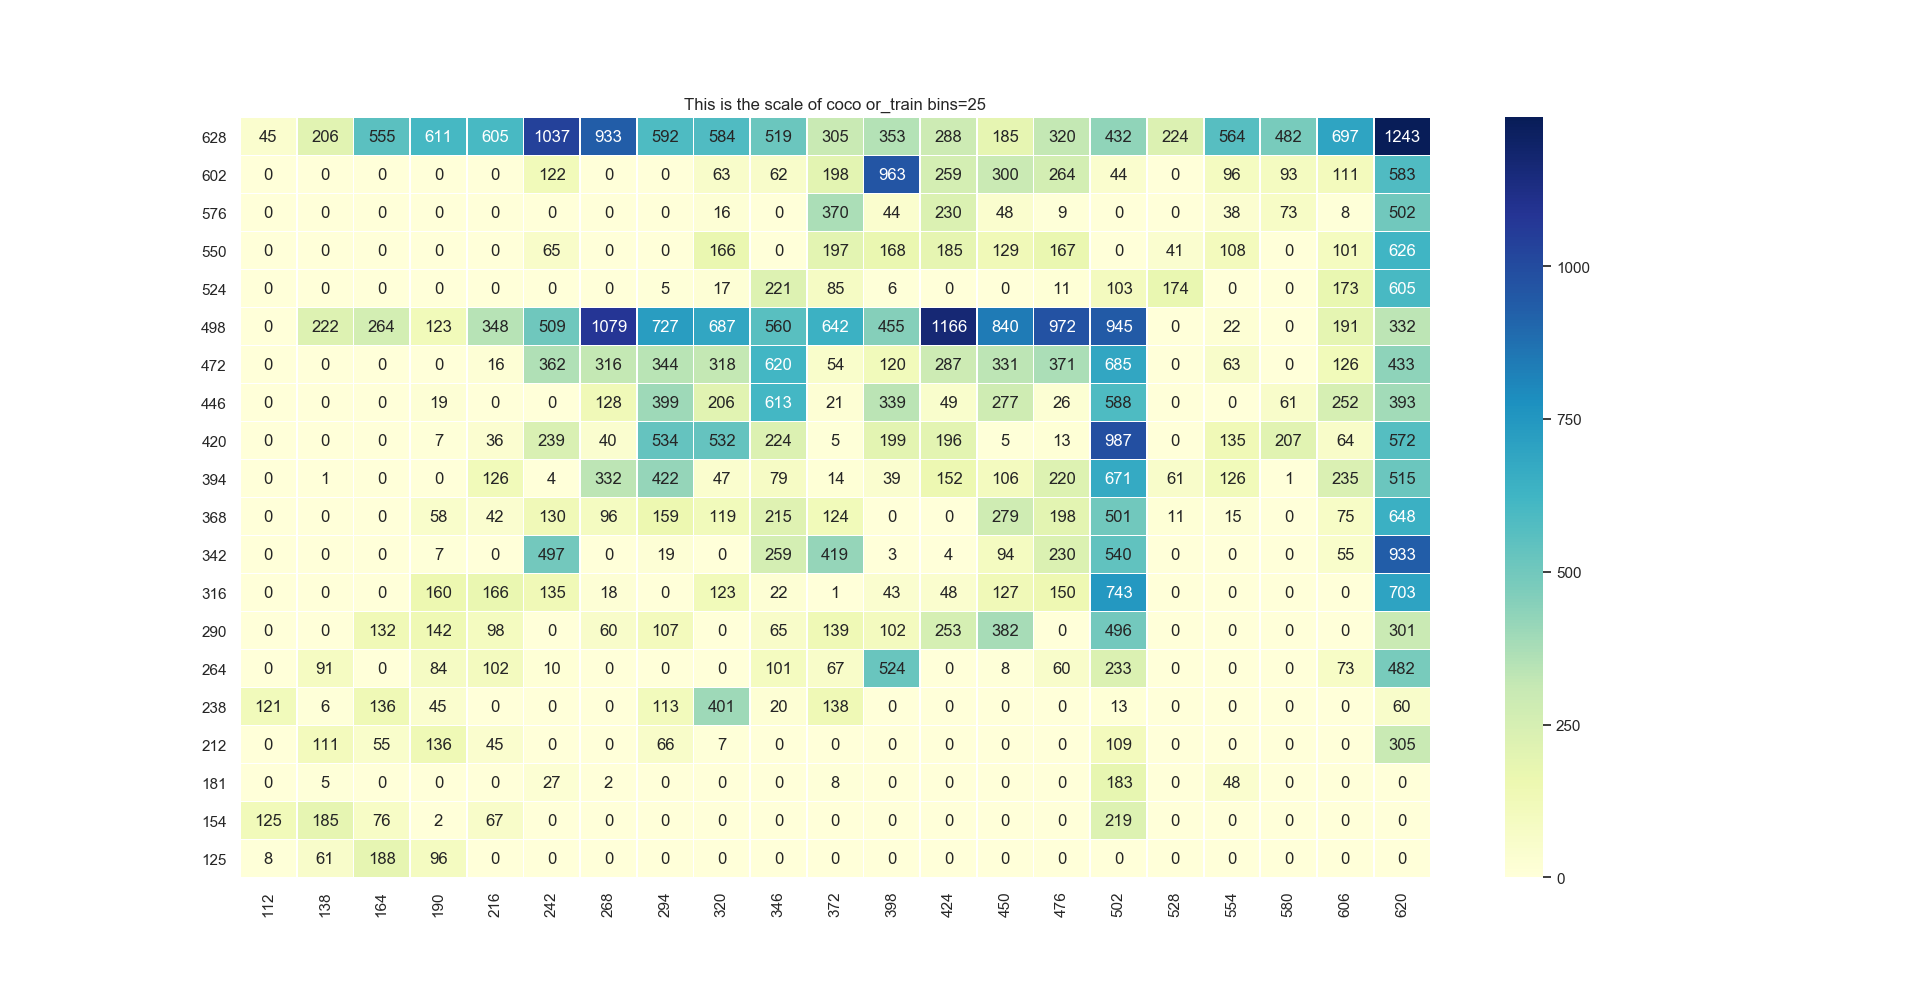 This is the scale of coco or_train bins=25
628 45 206 555 611 605 1037 933 592 584 519 305 353 288 185 320 432 224 564 482 697 1243
602 0 0 0 0 0 122 0 0 63 62 198 963 259 300 264 44 0 96 93 111 583
576 0 0 0 0 0 0 0 0 16 0 370 44 230 48 9 0 0 38 73 8 502
550 0 0 0 0 0 65 0 0 166 0 197 168 185 129 167 0 41 108 0 101 626
524 0 0 0 0 0 0 0 5 17 221 85 6 0 0 11 103 174 0 0 173 605
498 0 222 264 123 348 509 1079 727 687 560 642 455 1166 840 972 945 0 22 0 191 332
472 0 0 0 0 16 362 316 344 318 620 54 120 287 331 371 685 0 63 0 126 433
446 0 0 0 19 0 0 128 399 206 613 21 339 49 277 26 588 0 0 61 252 393
420 0 0 0 7 36 239 40 534 532 224 5 199 196 5 13 987 0 135 207 64 572
394 0 1 0 0 126 4 332 422 47 79 14 39 152 106 220 671 61 126 1 235 515
368 0 0 0 58 42 130 96 159 119 215 124 0 0 279 198 501 11 15 0 75 648
342 0 0 0 7 0 497 0 19 0 259 419 3 4 94 230 540 0 0 0 55 933
316 0 0 0 160 166 135 18 0 123 22 1 43 48 127 150 743 0 0 0 0 703
290 0 0 132 142 98 0 60 107 0 65 139 102 253 382 0 496 0 0 0 0 301
264 0 91 0 84 102 10 0 0 0 101 67 524 0 8 60 233 0 0 0 73 482
238 121 6 136 45 0 0 0 113 401 20 138 0 0 0 0 13 0 0 0 0 60
212 0 111 55 136 45 0 0 66 7 0 0 0 0 0 0 109 0 0 0 0 305
181 0 5 0 0 0 27 2 0 0 0 8 0 0 0 0 183 0 48 0 0 0
154 125 185 76 2 67 0 0 0 0 0 0 0 0 0 0 219 0 0 0 0 0
125 8 61 188 96 0 0 0 0 0 0 0 0 0 0 0 0 0 0 0 0 0
112 138 164 190 216 242 268 294 320 346 372 398 424 450 476 502 528 554 580 606 620
1000
750
500
250
0